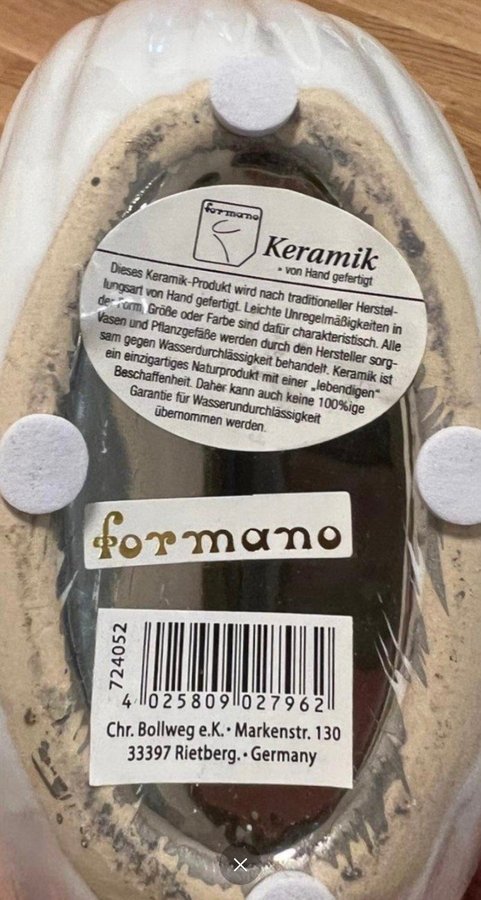 formano
Keramik
• von Hand gefertigt
Dieses Keramik-Produkt wird nach traditioneller Herstel-
lungsart von Hand gefertigt. Leichte Unregelmäßigkeiten in
der Form, Größe oder Farbe sind dafür charakteristisch. Alle
Vasen und Pflanzgefäße werden durch den Hersteller sorg-
sam gegen Wasserdurchlässigkeit behandelt. Keramik ist
ein einzigartiges Naturprodukt mit einer „lebendigen“
Beschaffenheit. Daher kann auch keine 100%ige
Garantie für Wasserundurchlässigkeit
übernommen werden.
formano
724052
4 025809 027962
Chr. Bollweg e.K. • Markenstr. 130
33397 Rietberg. • Germany